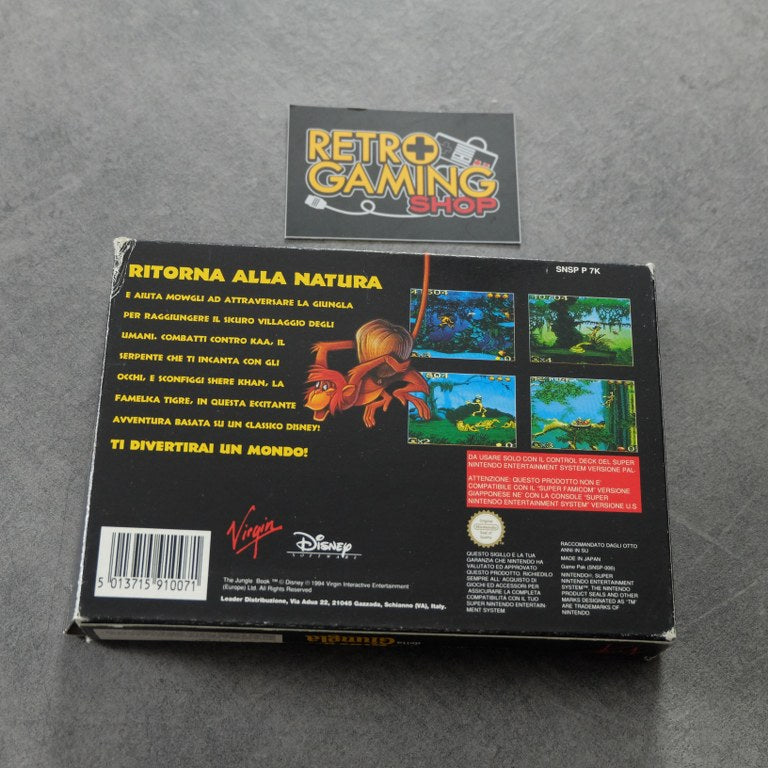 RETRO
GAMING
SHOP
SNSP P 7K
RITORNA ALLA NATURA
E AIUTA MOWGLI AD ATTRAVERSARE LA GIUNGLA
PER RAGGIUNGERE IL SICURO VILLAGGIO DEGLI
UMANI. COMBATTI CONTRO KAA, IL
SERPENTE CHE TI INCANTA CON GLI
OCCHI, E SCONFIGGI SHERE KHAN, LA
FAMELICA TIGRE, IN QUESTA ECCITANTE
AVVENTURA BASATA SU UN CLASSICO DISNEY!
TI DIVERTIRAI UN MONDO!
DA USARE SOLO CON IL CONTROL DECK DEL SUPER
NINTENDO ENTERTAINMENT SYSTEM VERSIONE PAL
ATTENZIONE: QUESTO PRODOTTO NON E'
COMPATIBILE CON IL "SUPER FAMICOM" VERSIONE
GIAPPONESE NE' CON LA CONSOLE "SUPER
NINTENDO ENTERTAINMENT SYSTEM" VERSIONE U.S
Virgin
DISNEY
SOFTWARE
5 013715 910071
The Jungle Book ™ © Disney © 1994 Virgin Interactive Entertainment
(Europe) Ltd. All Rights Reserved
Leader Distribuzione, Via Adua 22, 21045 Gazzada, Schianno (VA), Italy.
Original
Nintendo
Seal of
Quality
QUESTO SIGILLO È LA TUA
GARANZIA CHE NINTENDO HA
VALUTATO ED APPROVATO
QUESTO PRODOTTO. RICHIEDILO
SEMPRE ALL' ACQUISTO DI
GIOCHI ED ACCESSORI PER
ASSICURARE LA COMPLETA
COMPATIBILITÀ CON IL TUO
SUPER NINTENDO ENTERTAIN-
MENT SYSTEM
RACCOMANDATO DAGLI OTTO
ANNI IN SU
MADE IN JAPAN
Game Pak (SNSP-006)
NINTENDO®, SUPER
NINTENDO ENTERTAINMENT
SYSTEM™, THE NINTENDO
PRODUCT SEALS AND OTHER
MARKS DESIGNATED AS "TM"
ARE TRADEMARKS OF
NINTENDO
Giungla